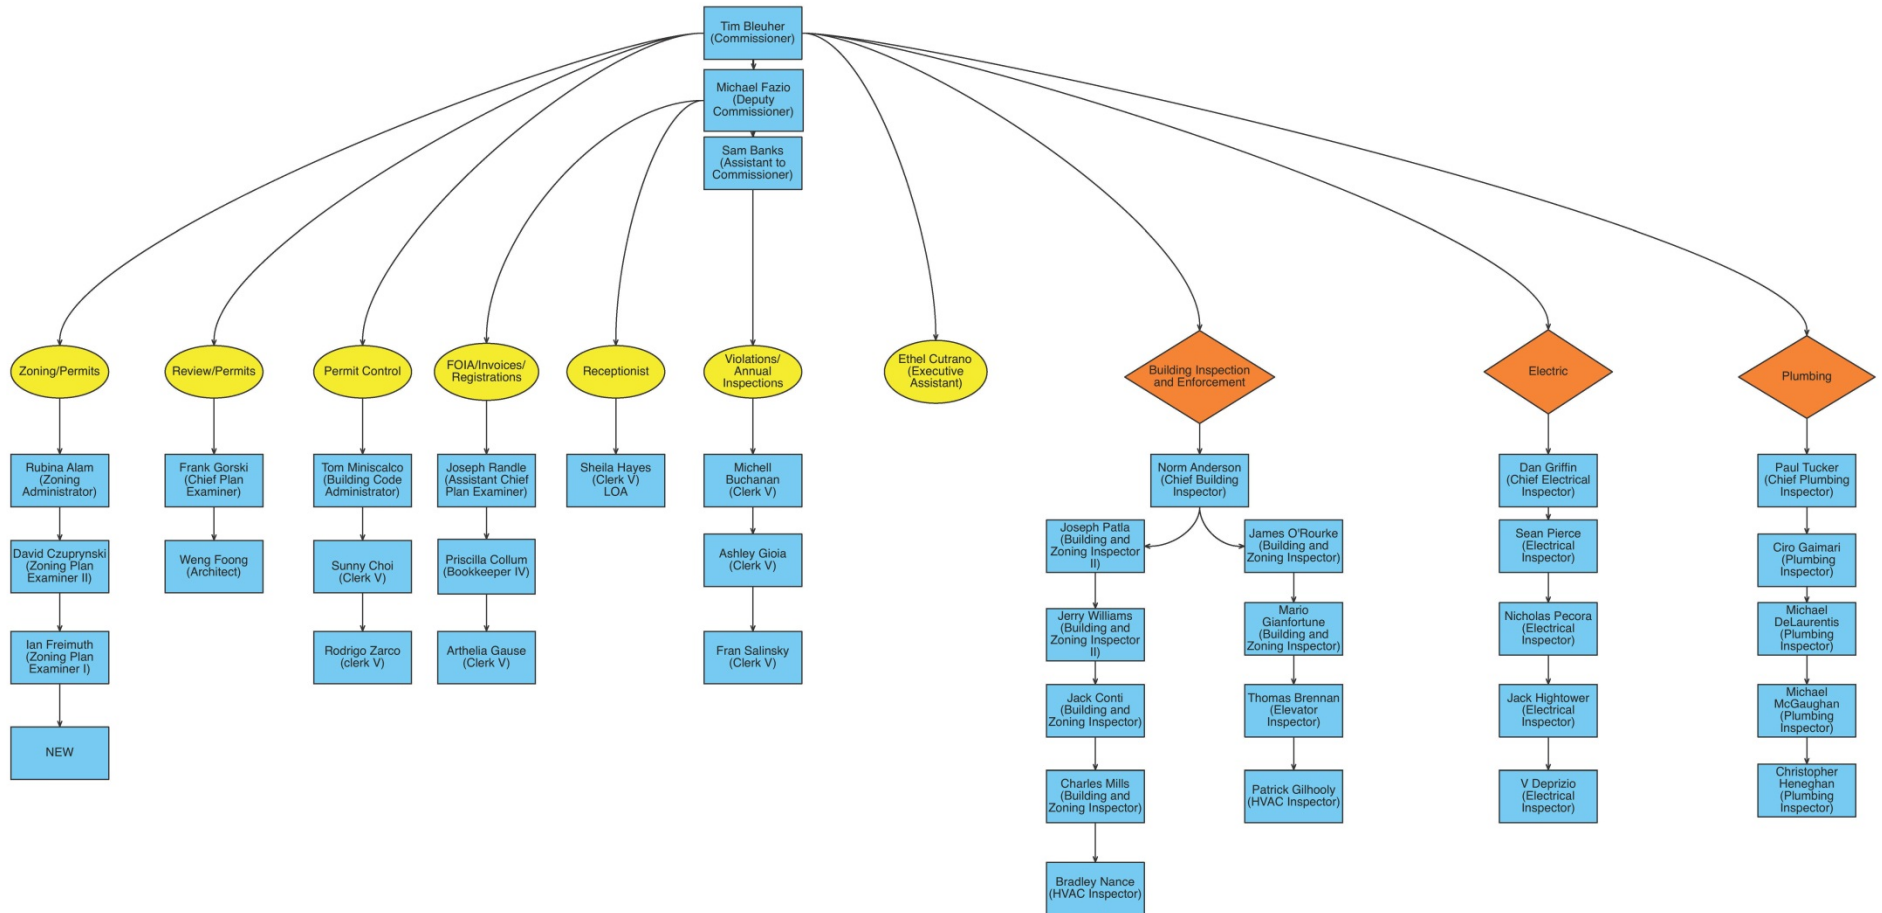 Tim Bleuher
(Commissioner)
Michael Fazio
(Deputy
Commissioner)
Sam Banks
(Assistant to
Commissioner)
Zoning/Permits
Review/Permits
Permit Control
FOIA/Invoices/
Registrations
Receptionist
Violations/
Annual
Inspections
Ethel Cutrano
(Executive
Assistant)
Building Inspection
and Enforcement
Electric
Plumbing
Rubina Alam
(Zoning
Administrator)
David Czuprynski
(Zoning Plan
Examiner II)
Ian Freimuth
(Zoning Plan
Examiner I)
NEW
Frank Gorski
(Chief Plan
Examiner)
Weng Foong
(Architect)
Tom Miniscalco
(Building Code
Administrator)
Sunny Choi
(Clerk V)
Rodrigo Zarco
(clerk V)
Joseph Randle
(Assistant Chief
Plan Examiner)
Priscilla Collum
(Bookkeeper IV)
Arthelia Gause
(Clerk V)
Sheila Hayes
(Clerk V)
LOA
Michell
Buchanan
(Clerk V)
Ashley Gioia
(Clerk V)
Fran Salinsky
(Clerk V)
Norm Anderson
(Chief Building
Inspector)
Joseph Patla
(Building and
Zoning Inspector
II)
Jerry Williams
(Building and
Zoning Inspector
II)
Jack Conti
(Building and
Zoning Inspector)
Charles Mills
(Building and
Zoning Inspector)
Bradley Nance
(HVAC Inspector)
James O'Rourke
(Building and
Zoning Inspector)
Mario
Gianfortune
(Building and
Zoning Inspector)
Thomas Brennan
(Elevator
Inspector)
Patrick Gilhooly
(HVAC Inspector)
Dan Griffin
(Chief Electrical
Inspector)
Sean Pierce
(Electrical
Inspector)
Nicholas Pecora
(Electrical
Inspector)
Jack Hightower
(Electrical
Inspector)
V Deprizio
(Electrical
Inspector)
Paul Tucker
(Chief Plumbing
Inspector)
Ciro Gaimari
(Plumbing
Inspector)
Michael
DeLaurentis
(Plumbing
Inspector)
Michael
McGaughan
(Plumbing
Inspector)
Christopher
Heneghan
(Plumbing
Inspector)